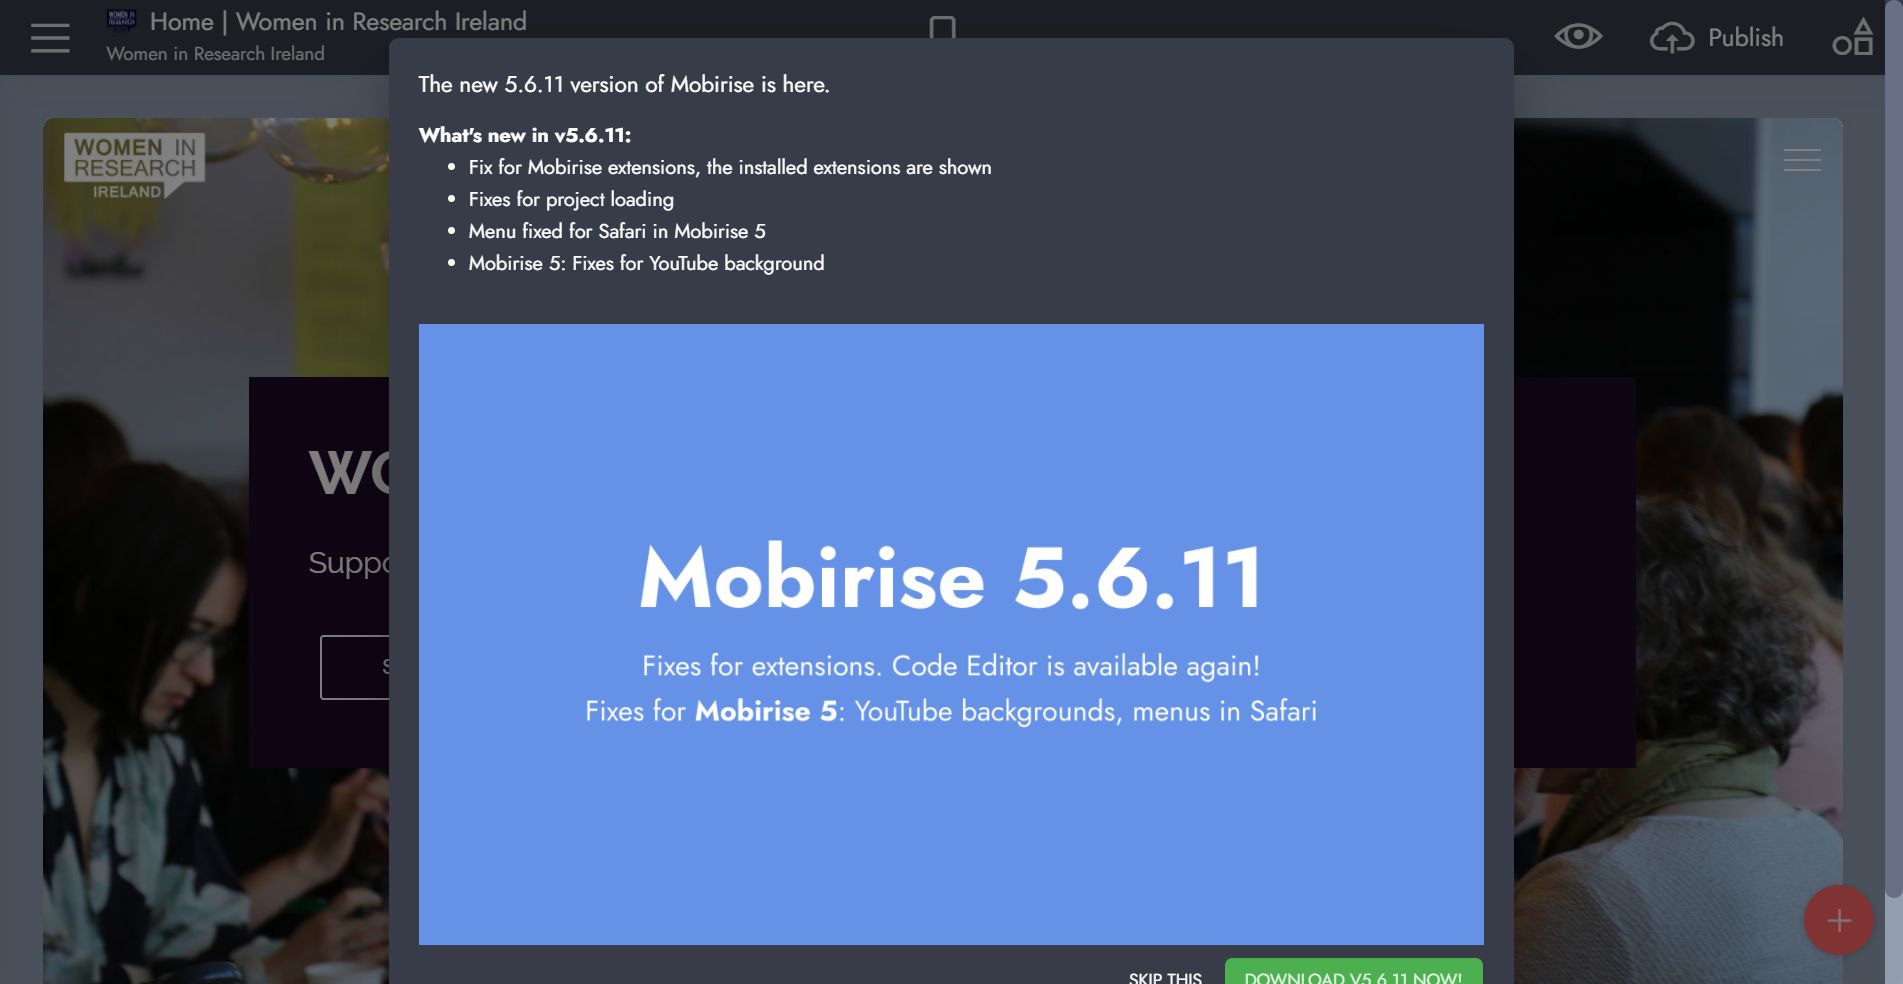 Home | Women in Research Ireland
Women in Research Ireland
Publish
The new 5.6.11 version of Mobirise is here.
What's new in v5.6.11:
Fix for Mobirise extensions, the installed extensions are shown
Fixes for project loading
Menu fixed for Safari in Mobirise 5
Mobirise 5: Fixes for YouTube background
WOMEN IN
RESEARCH
IRELAND
Mobirise 5.6.11
Fixes for extensions. Code Editor is available again!
Fixes for Mobirise 5: YouTube backgrounds, menus in Safari
SKIP THIS
DOWNLOAD V5.6.11 NOW!